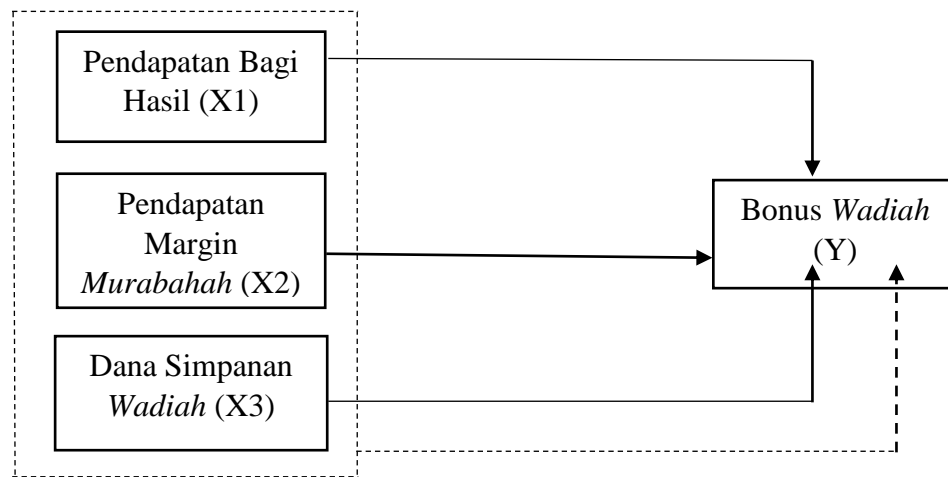 Pendapatan Bagi
Hasil (X1)
Pendapatan
Margin
Murabahah (X2)
Dana Simpanan
Wadiah (X3)
Bonus Wadiah
(Y)